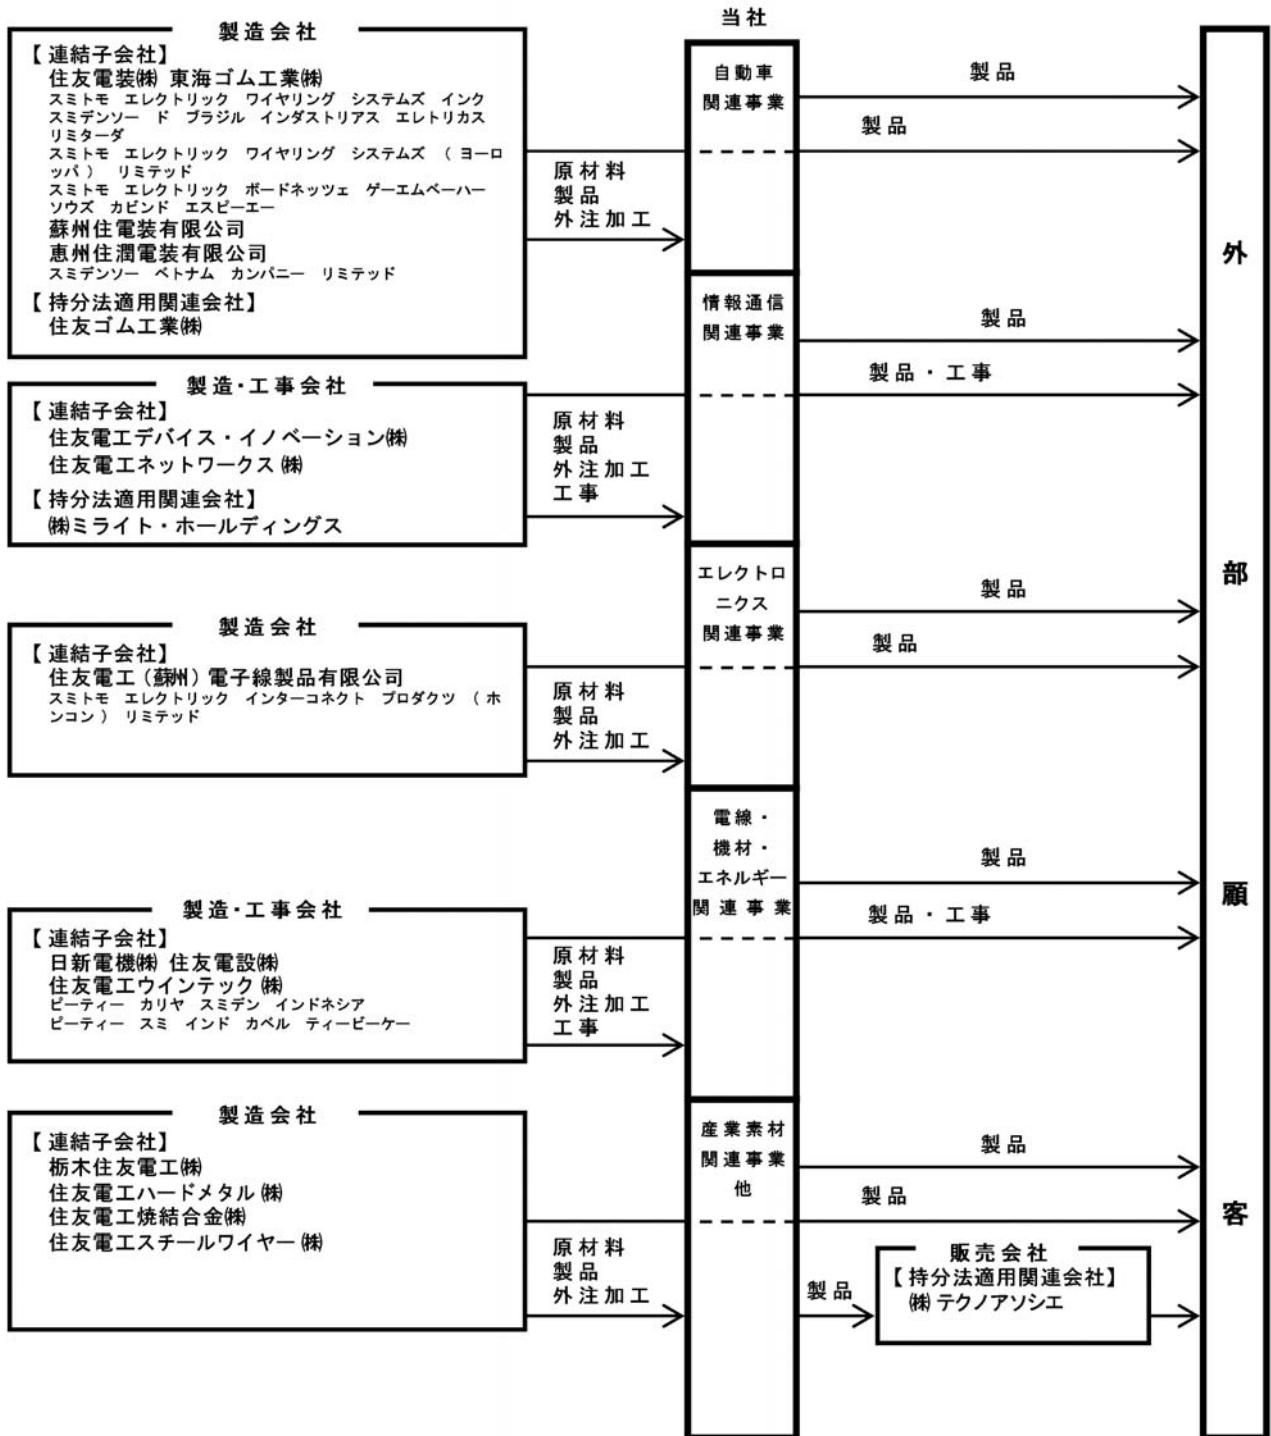 当社
製造会社
【連結子会社】
住友電装㈱ 東海ゴム工業㈱
スミトモ エレクトリック ワイヤリング システムズ インク
スミデンソー ド ブラジル インダストリアス エレトリカス
リミターダ
スミトモ エレクトリック ワイヤリング システムズ (ヨーロ
ッパ) リミテッド
スミトモ エレクトリック ボードネッツェ ゲーエムベーハー
ソウズ カビンド エスピーエー
蘇州住電装有限公司
惠州住潤電装有限公司
スミデンソー ベトナム カンパニー リミテッド
【持分法適用関連会社】
住友ゴム工業㈱
原材料
製品
外注加工
自動車
関連事業
製品
製品
製造・工事会社
【連結子会社】
住友電工デバイス・イノベーション㈱
住友電工ネットワークス㈱
【持分法適用関連会社】
㈱ミライト・ホールディングス
原材料
製品
外注加工
工事
情報通信
関連事業
製品
製品・工事
製造会社
【連結子会社】
住友電工(蘇州)電子線製品有限公司
スミトモ エレクトリック インターコネクト プロダクツ (ホ
ンコン) リミテッド
原材料
製品
外注加工
エレクトロ
ニクス
関連事業
製品
製品
製造・工事会社
【連結子会社】
日新電機㈱ 住友電設㈱
住友電工ウインテック㈱
ピーティー カリヤ スミデン インドネシア
ピーティー スミ インド カベル ティービーケー
原材料
製品
外注加工
工事
電線・
機材・
エネルギー
関連事業
製品
製品・工事
製造会社
【連結子会社】
栃木住友電工㈱
住友電工ハードメタル㈱
住友電工焼結合金㈱
住友電工スチールワイヤー㈱
原材料
製品
外注加工
産業素材
関連事業
他
製品
製品
製品
販売会社
【持分法適用関連会社】
㈱テクノアソシエ
外部顧客